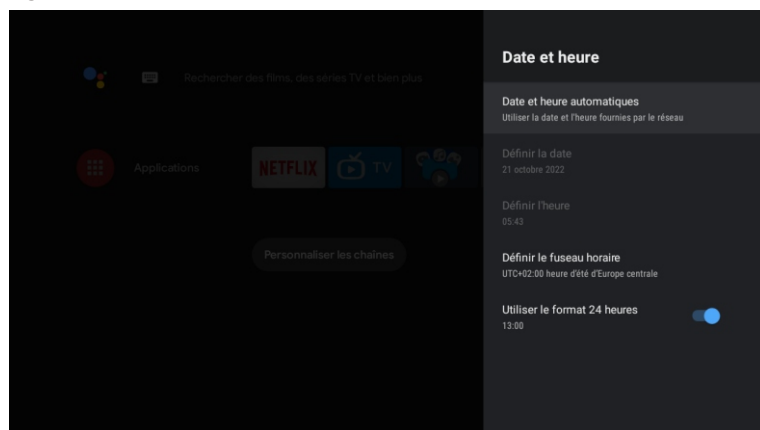 Rechercher des films, des séries TV et bien plus
Applications
NETFLIX
TV
Personnaliser les chaînes
Date et heure
Date et heure automatiques
Utiliser la date et l'heure fournies par le réseau
Définir la date
21 octobre 2022
Définir l'heure
05:43
Définir le fuseau horaire
UTC+02:00 heure d'été d'Europe centrale
Utiliser le format 24 heures
13:00